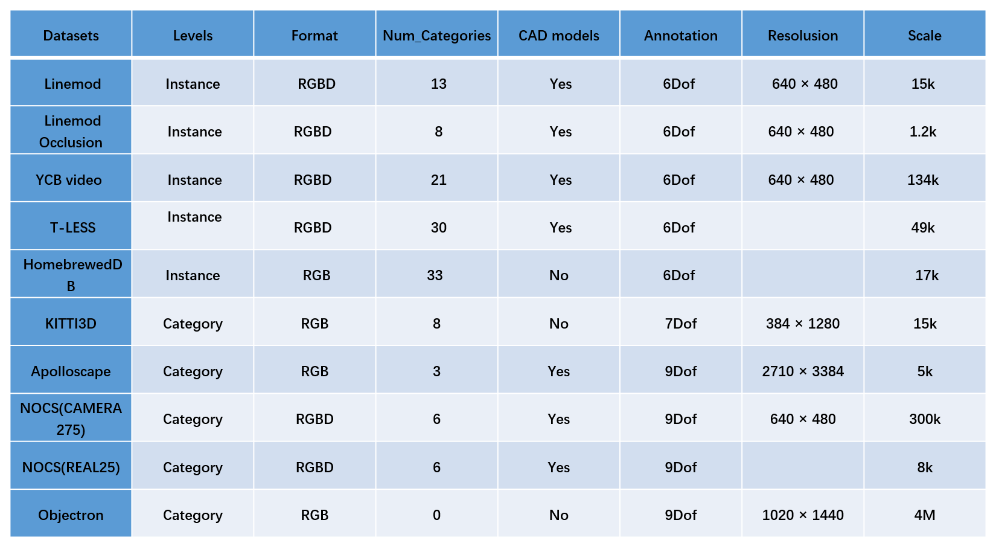 Datasets Levels Format Num_Categories CAD models Annotation Resolusion Scale
Linemod Instance RGBD 13 Yes 6Dof 640 × 480 15k
Linemod
Occlusion Instance RGBD 8 Yes 6Dof 640 × 480 1.2k
YCB video Instance RGBD 21 Yes 6Dof 640 × 480 134k
T-LESS Instance RGBD 30 Yes 6Dof 49k
HomebrewedD
B Instance RGB 33 No 6Dof 17k
KITTI3D Category RGB 8 No 7Dof 384 × 1280 15k
Apolloscape Category RGB 3 Yes 9Dof 2710 × 3384 5k
NOCS(CAMERA
275) Category RGBD 6 Yes 9Dof 640 × 480 300k
NOCS(REAL25) Category RGBD 6 Yes 9Dof 8k
Objectron Category RGB 0 No 9Dof 1020 × 1440 4M